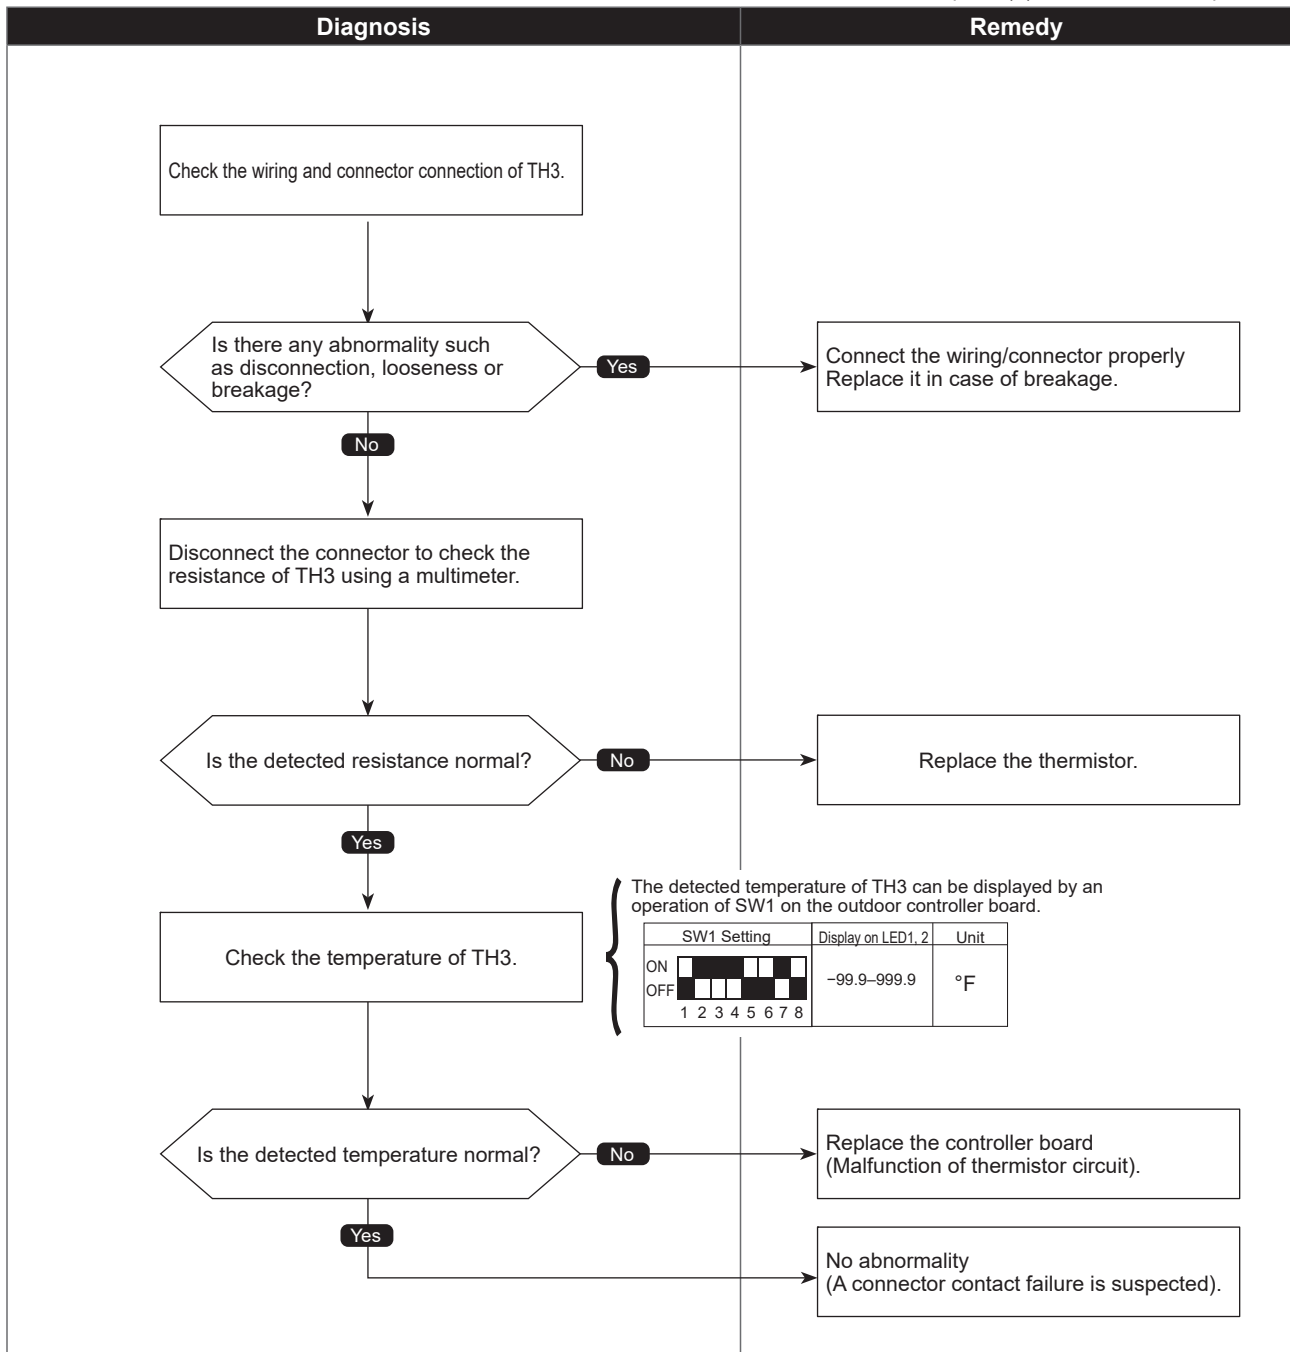 Diagnosis
Remedy
Check the wiring and connector connection of TH3.
Is there any abnormality such
as disconnection, looseness or
breakage?
Yes
Connect the wiring/connector properly
Replace it in case of breakage.
No
Disconnect the connector to check the
resistance of TH3 using a multimeter.
Is the detected resistance normal?
No
Replace the thermistor.
Yes
The detected temperature of TH3 can be displayed by an
operation of SW1 on the outdoor controller board.
Check the temperature of TH3.
SW1 Setting
Display on LED1, 2
Unit
ON
OFF
1 2 3 4 5 6 7 8
−99.9–999.9
°F
Is the detected temperature normal?
No
Replace the controller board
(Malfunction of thermistor circuit).
Yes
No abnormality
(A connector contact failure is suspected).